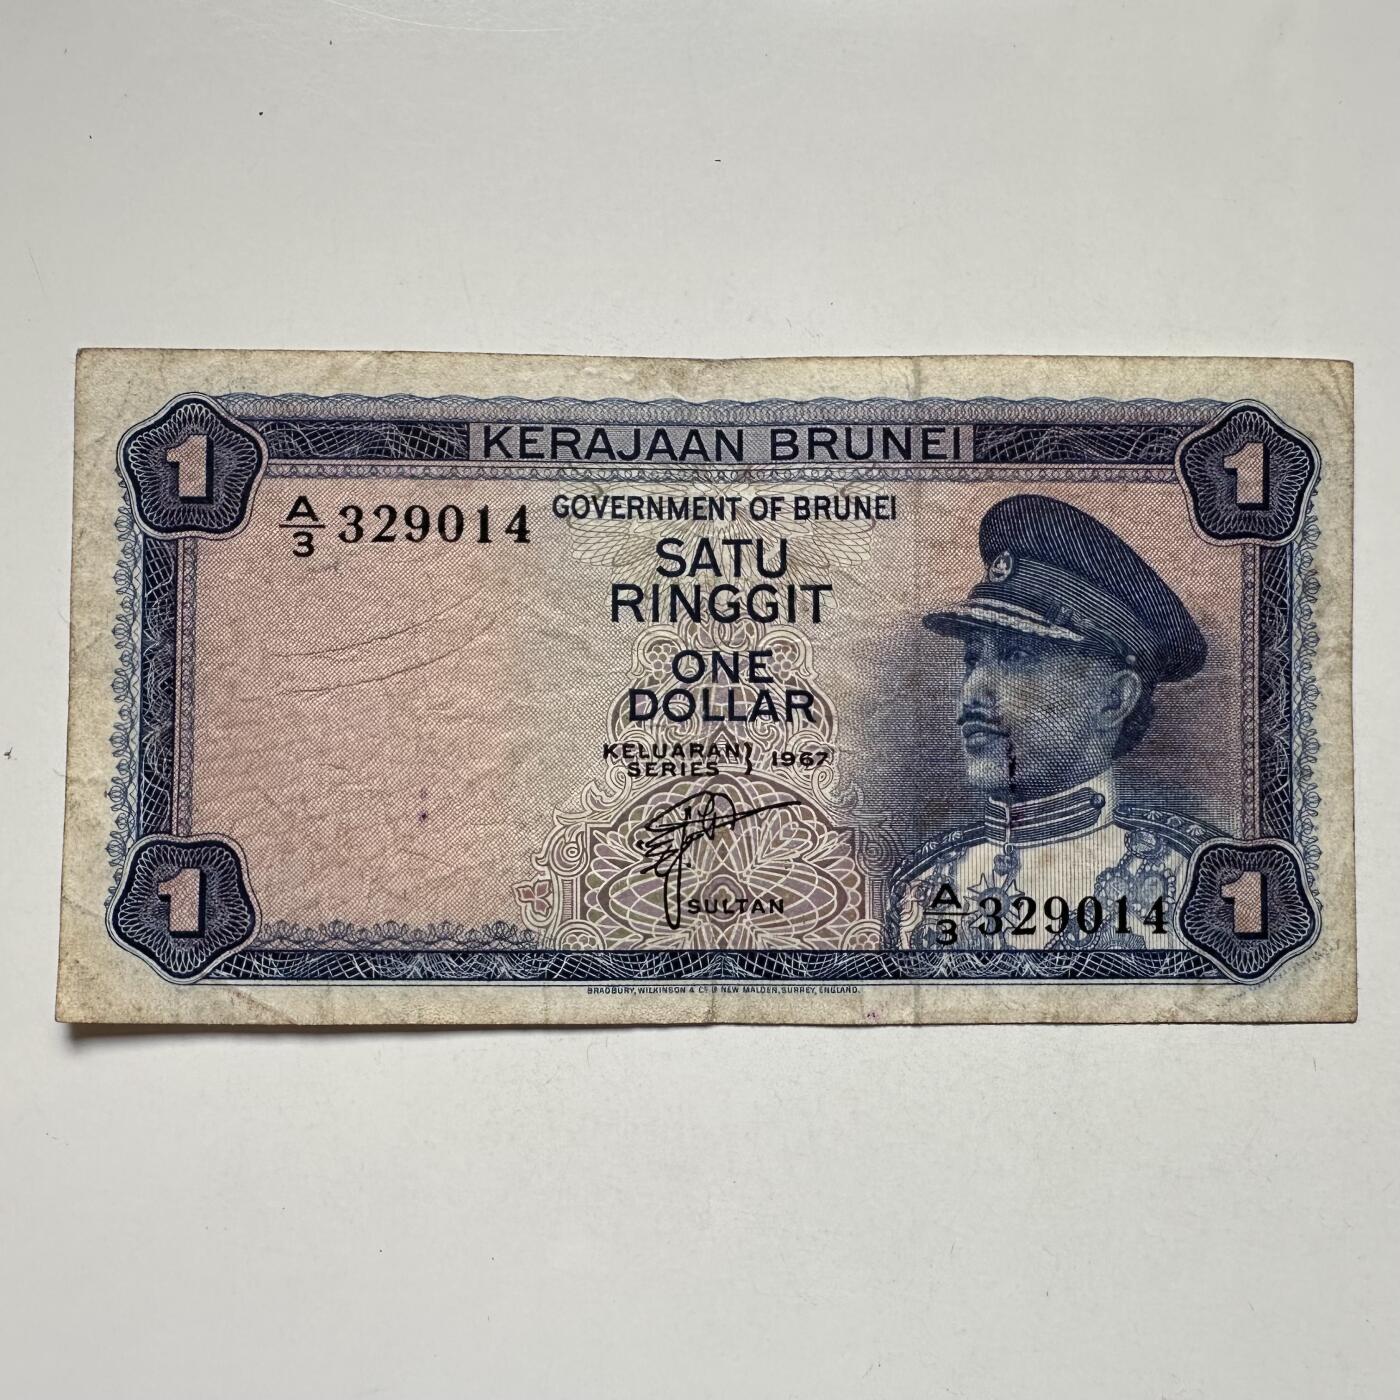 1
KERAJAAN BRUNEI
1
A/3 329014
GOVERNMENT OF BRUNEI
SATU
RINGGIT
ONE
DOLLAR
KELUARAN
SERIES } 1967
SULTAN
1
A/3 329014
1
BRADBURY, WILKINSON & Cº Lᴰ NEW MALDEN, SURREY, ENGLAND.